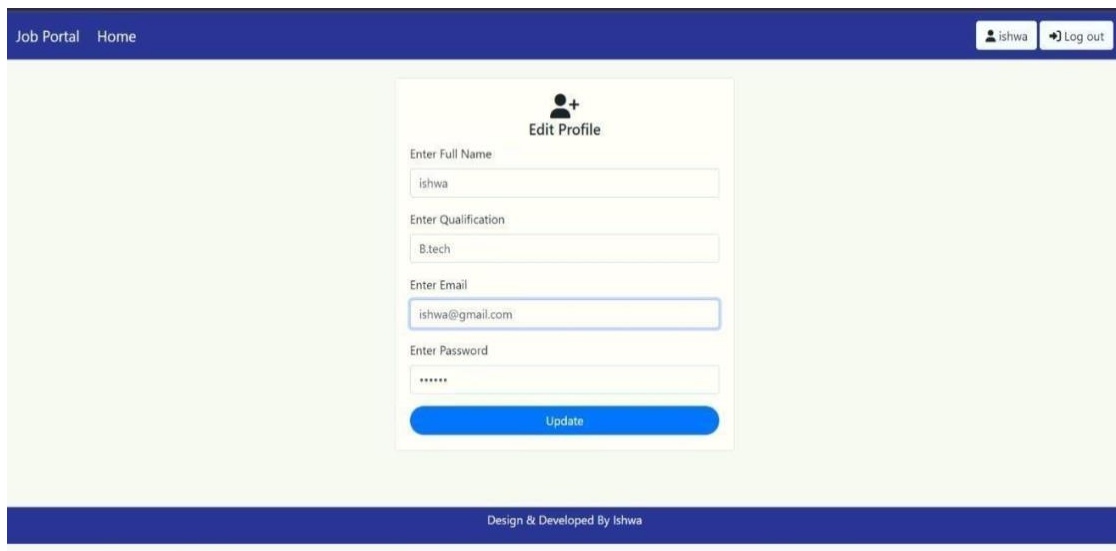 Job Portal Home ishwa Log out
Edit Profile
Enter Full Name
ishwa
Enter Qualification
B.tech
Enter Email
ishwa@gmail.com
Enter Password
••••••
Update
Design & Developed By Ishwa